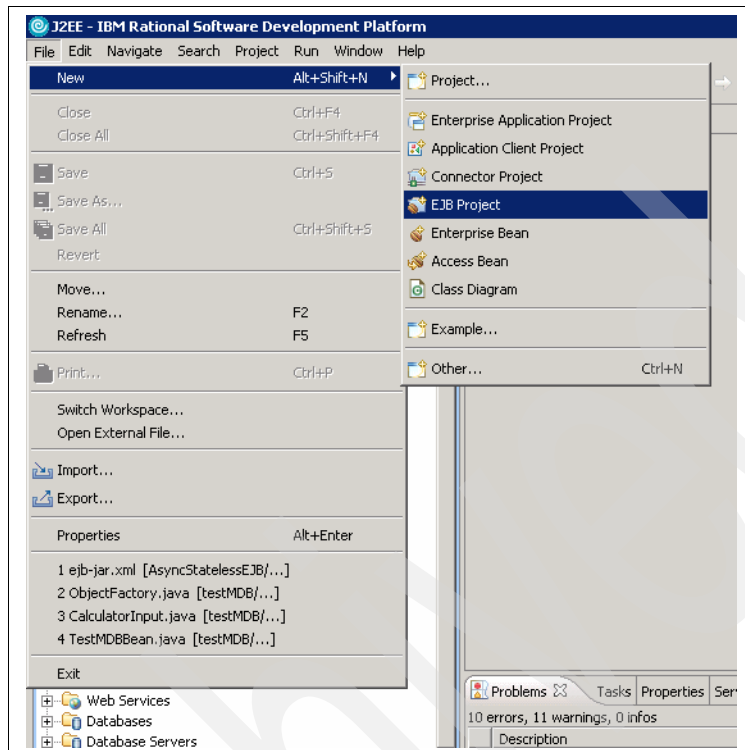 J2EE - IBM Rational Software Development Platform
File Edit Navigate Search Project Run Window Help
New Alt+Shift+N
Close Ctrl+F4
Close All Ctrl+Shift+F4
Save Ctrl+S
Save As...
Save All Ctrl+Shift+S
Revert
Move...
Rename... F2
Refresh F5
Print... Ctrl+P
Switch Workspace...
Open External File...
Import...
Export...
Properties Alt+Enter
1 ejb-jar.xml [AsyncStatelessEJB/...]
2 ObjectFactory.java [testMDB/...]
3 CalculatorInput.java [testMDB/...]
4 TestMDBBean.java [testMDB/...]
Exit
Project...
Enterprise Application Project
Application Client Project
Connector Project
EJB Project
Enterprise Bean
Access Bean
Class Diagram
Example...
Other... Ctrl+N
Web Services
Databases
Database Servers
Problems Tasks Properties Ser
10 errors, 11 warnings, 0 infos
Description